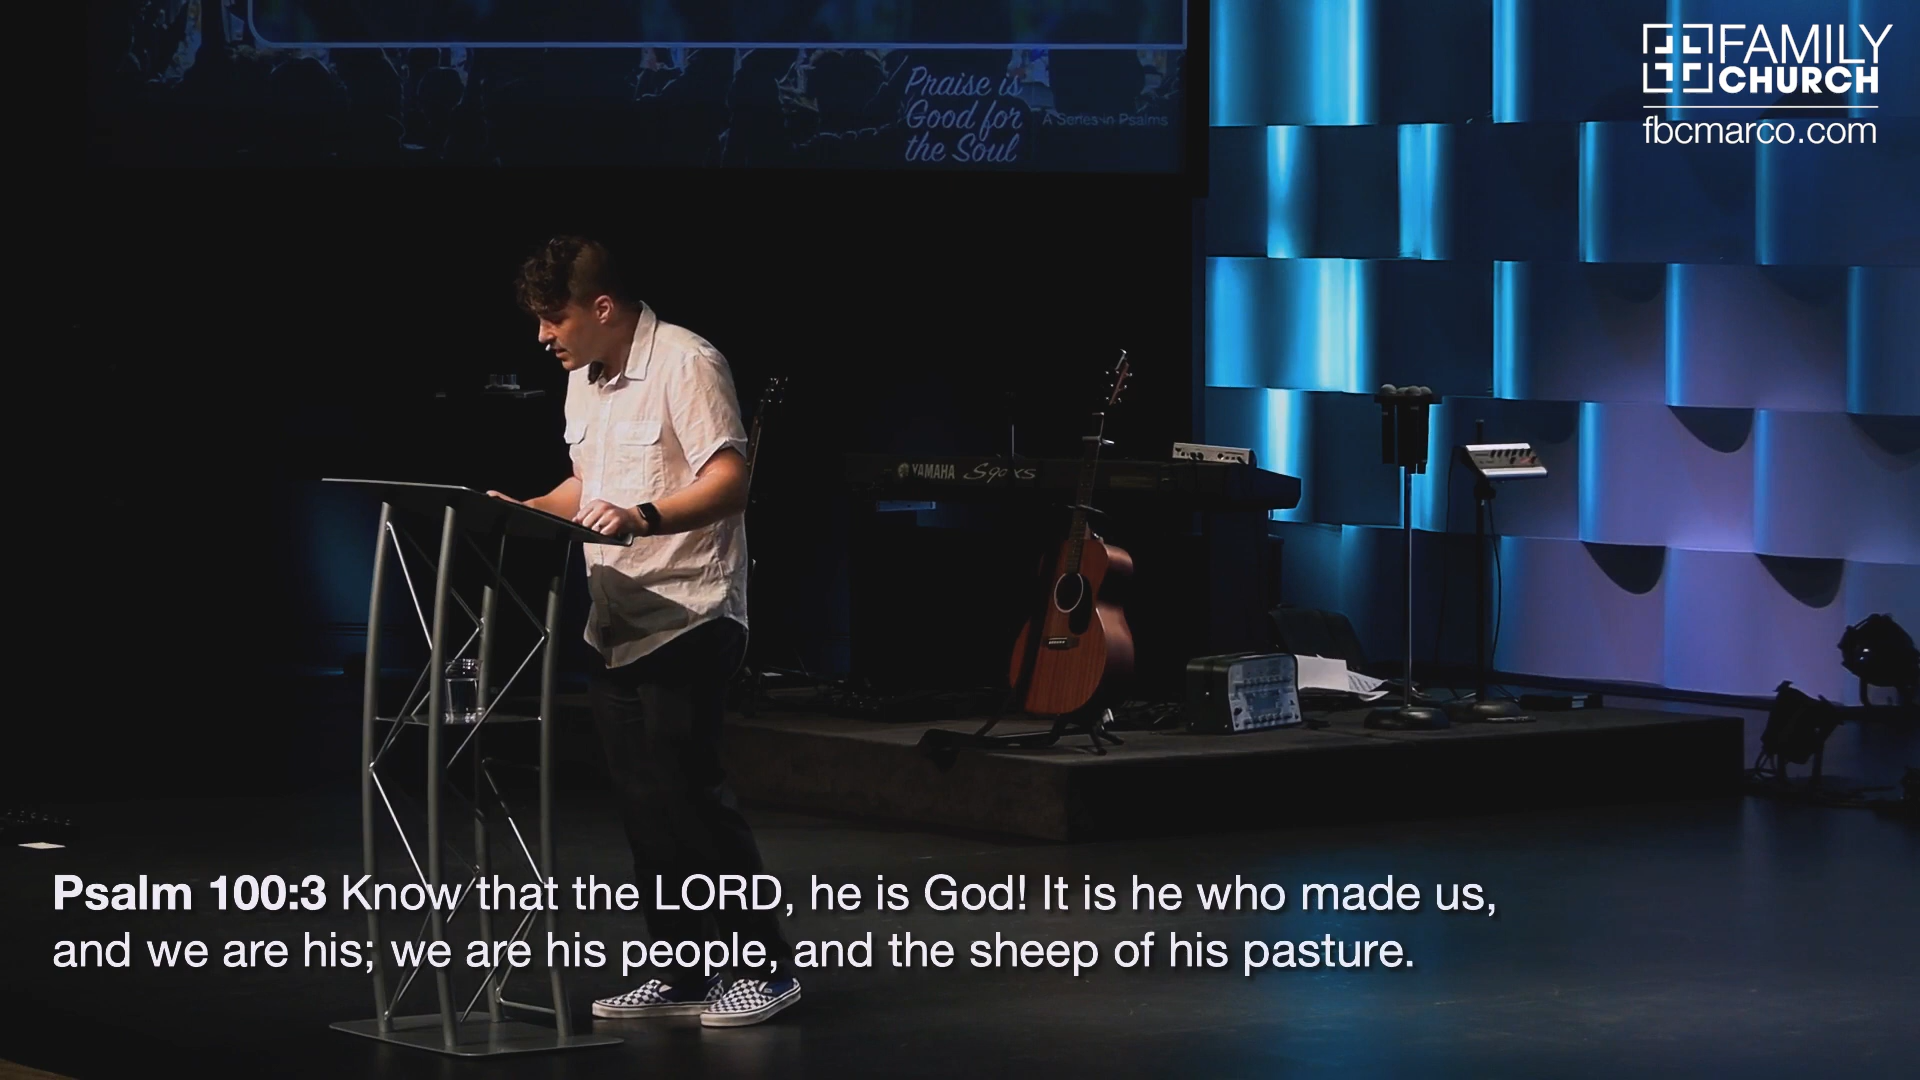 Praise is
Good for
the Soul
A Series in Psalms
FAMILY
CHURCH
fbcmarco.com
YAMAHA S90XS
Psalm 100:3 Know that the LORD, he is God! It is he who made us,
and we are his; we are his people, and the sheep of his pasture.